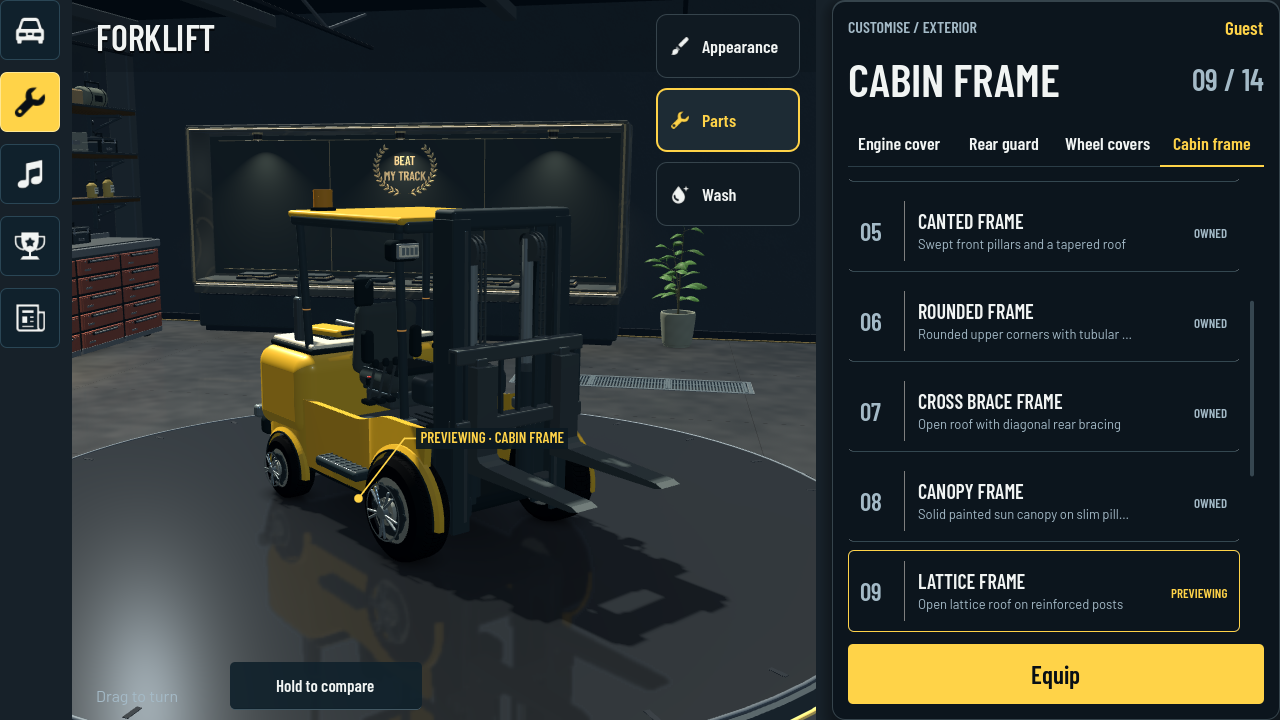 FORKLIFT
BEAT
MY TRACK
Appearance
Parts
Wash
PREVIEWING · CABIN FRAME
Drag to turn
Hold to compare
CUSTOMISE / EXTERIOR
Guest
CABIN FRAME
09 / 14
Engine cover
Rear guard
Wheel covers
Cabin frame
05
CANTED FRAME
Swept front pillars and a tapered roof
OWNED
06
ROUNDED FRAME
Rounded upper corners with tubular ...
OWNED
07
CROSS BRACE FRAME
Open roof with diagonal rear bracing
OWNED
08
CANOPY FRAME
Solid painted sun canopy on slim pill...
OWNED
09
LATTICE FRAME
Open lattice roof on reinforced posts
PREVIEWING
Equip